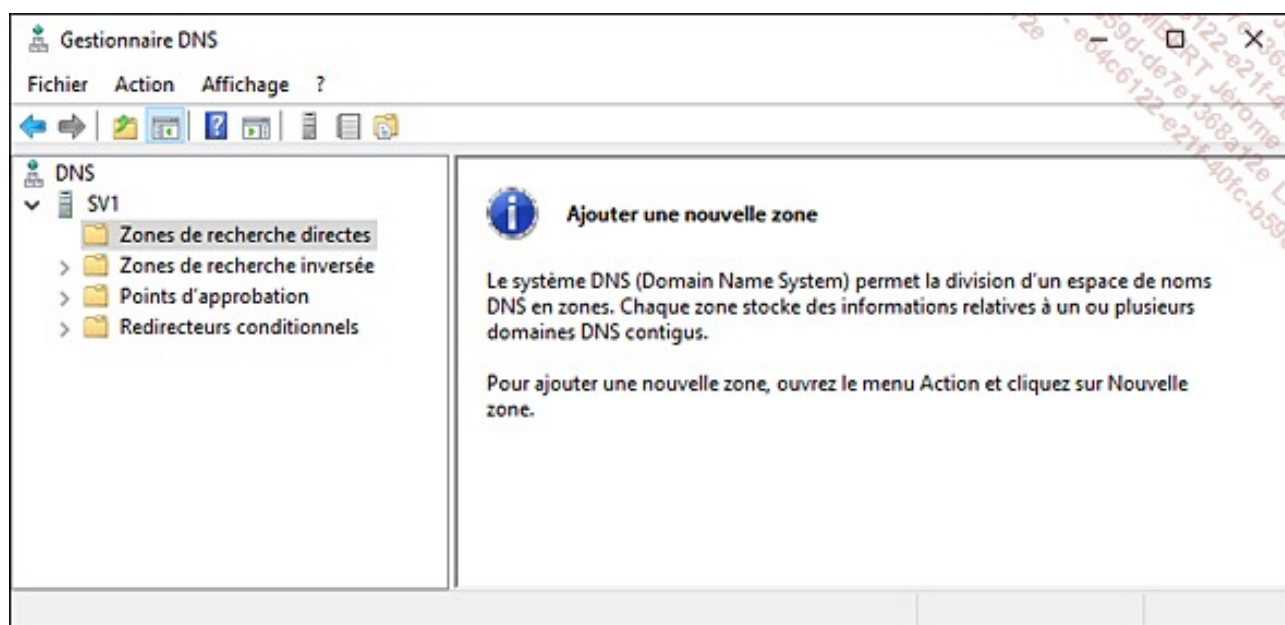 Gestionnaire DNS
Fichier Action Affichage ?
DNS
SV1
Zones de recherche directes
Zones de recherche inversée
Points d'approbation
Redirecteurs conditionnels
Ajouter une nouvelle zone
Le système DNS (Domain Name System) permet la division d'un espace de noms
DNS en zones. Chaque zone stocke des informations relatives à un ou plusieurs
domaines DNS contigus.
Pour ajouter une nouvelle zone, ouvrez le menu Action et cliquez sur Nouvelle
zone.